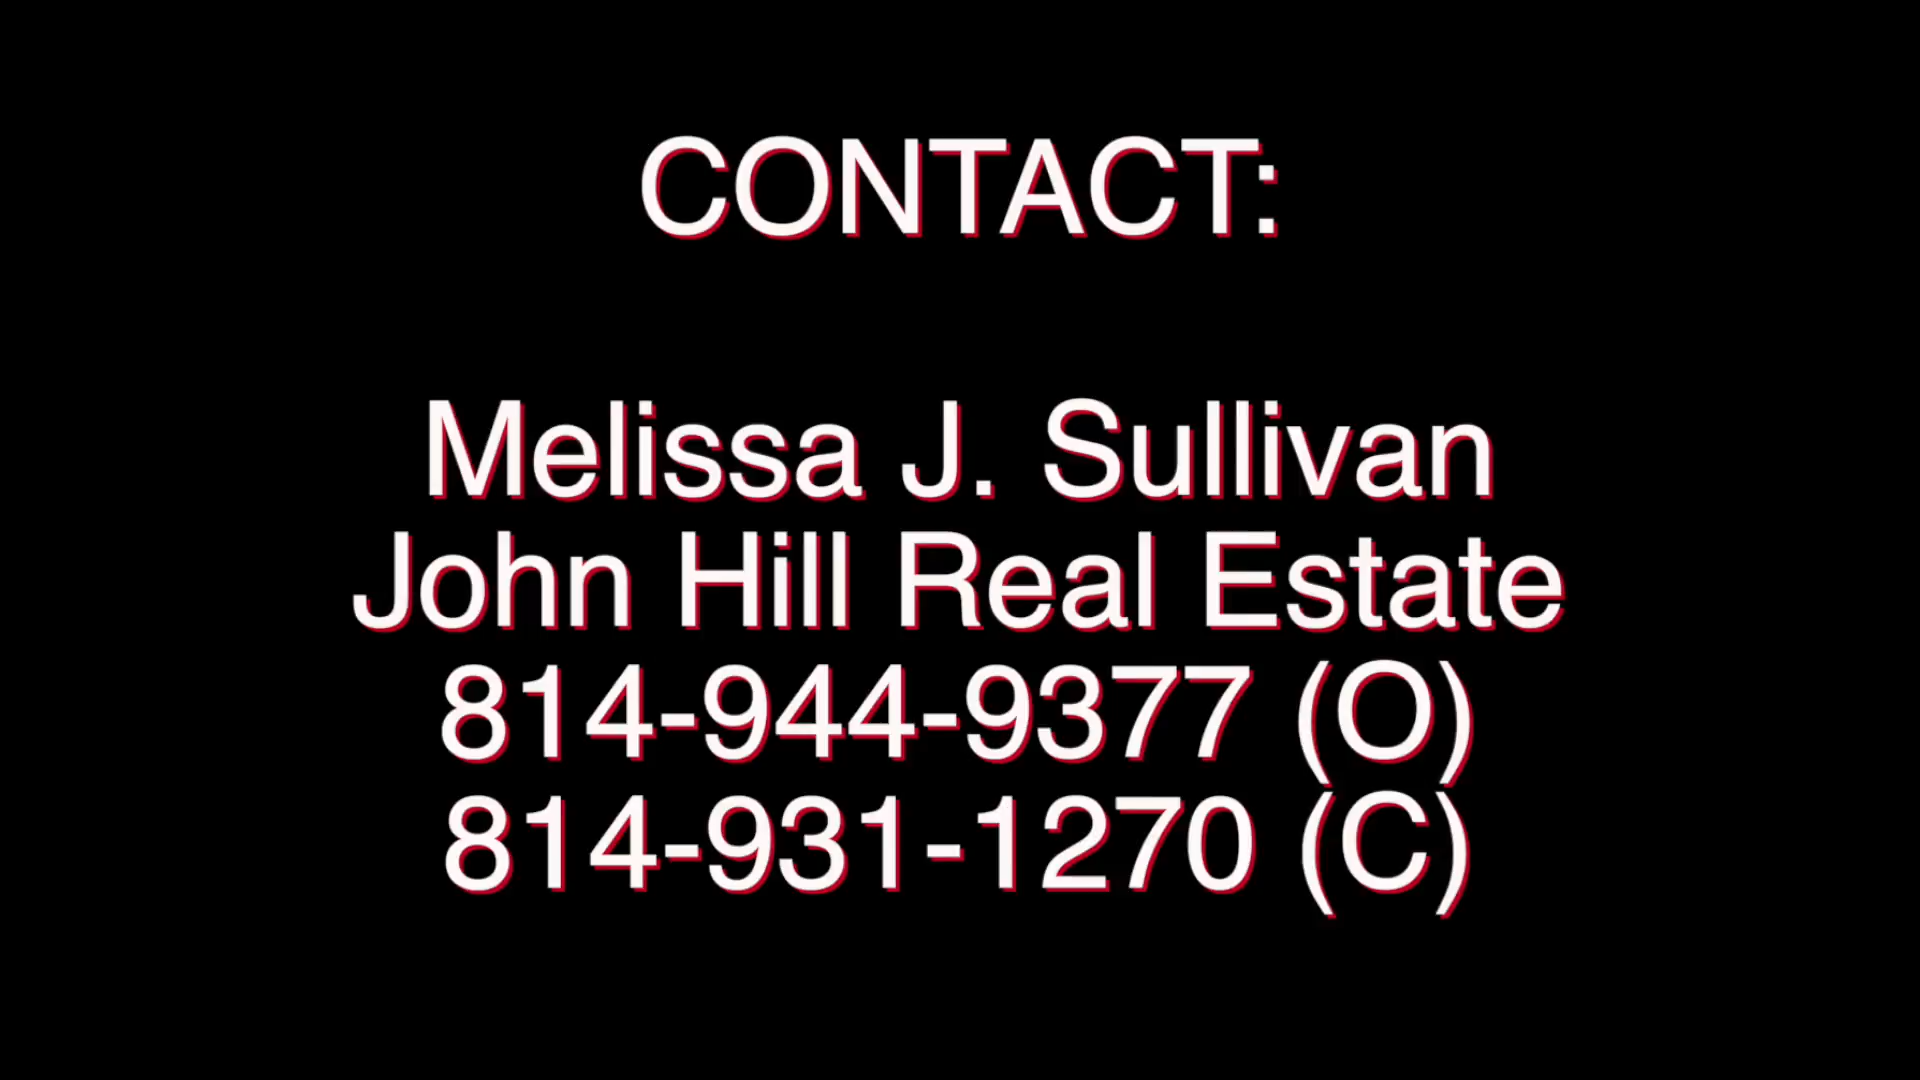 CONTACT:
Melissa J. Sullivan
John Hill Real Estate
814-944-9377 (O)
814-931-1270 (C)